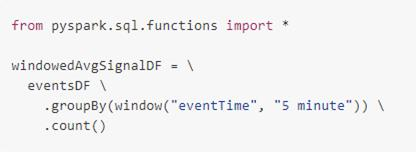 from pyspark.sql.functions import *
windowedAvgSignalDF = \
eventsDF \
.groupBy(window("eventTime", "5 minute")) \
.count()